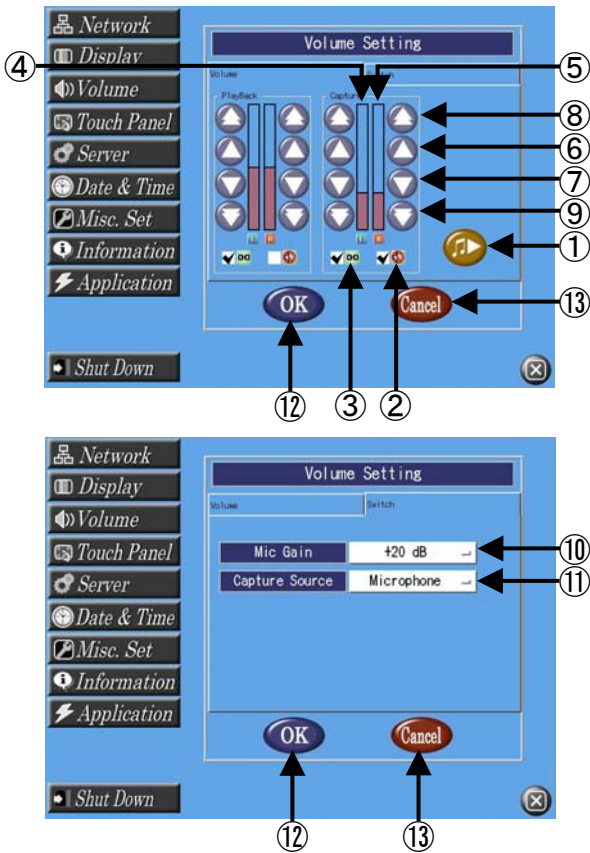 Network
Display
Volume
Touch Panel
Server
Date & Time
Misc. Set
Information
Application
Shut Down
Volume Setting
Volume
Switch
PlayBack
Capture
L R
L R
OK
Cancel
④
⑤
⑧
⑥
⑦
⑨
①
⑬
⑫
③
②
Network
Display
Volume
Touch Panel
Server
Date & Time
Misc. Set
Information
Application
Shut Down
Volume Setting
Volume
Switch
Mic Gain
+20 dB
Capture Source
Microphone
OK
Cancel
⑩
⑪
⑫
⑬